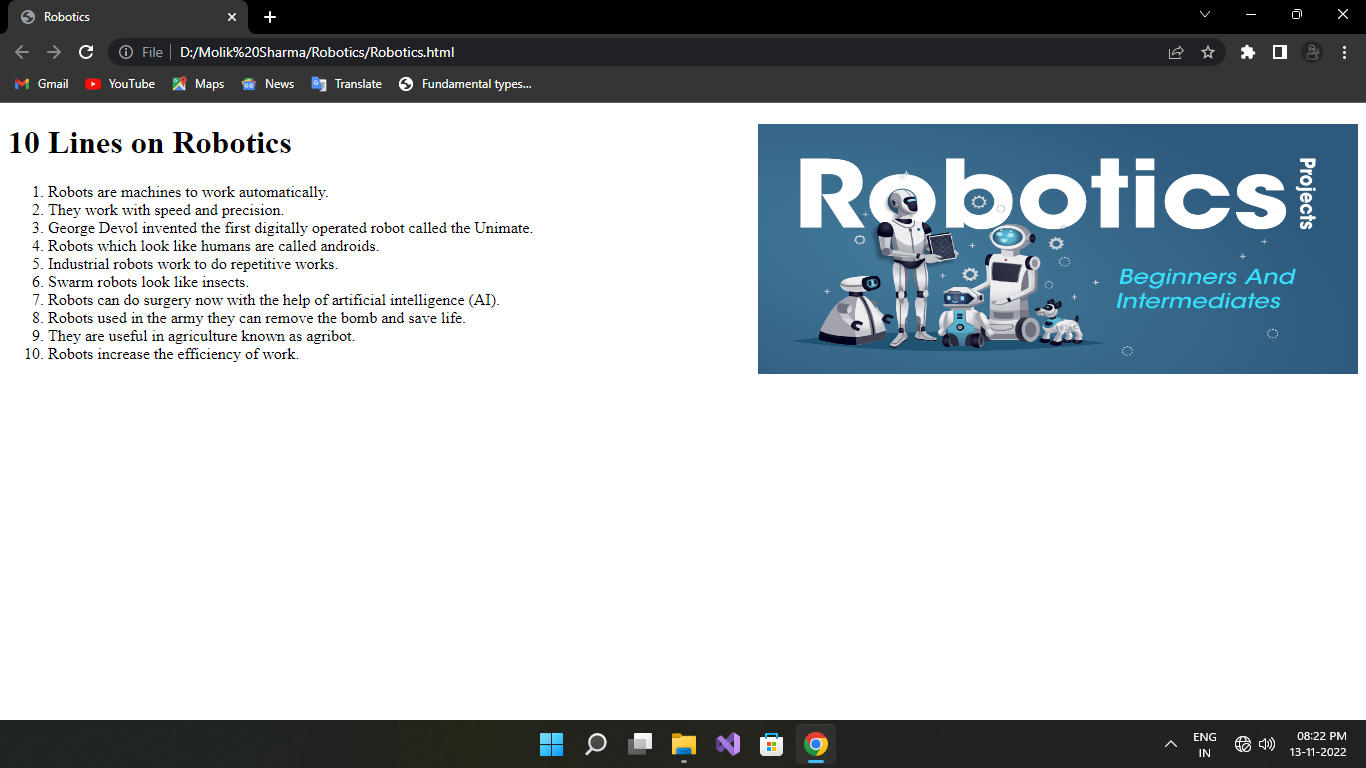 Robotics
File
D:/Molik%20Sharma/Robotics/Robotics.html
Gmail
YouTube
Maps
News
Translate
Fundamental types...
10 Lines on Robotics
1. Robots are machines to work automatically.
2. They work with speed and precision.
3. George Devol invented the first digitally operated robot called the Unimate.
4. Robots which look like humans are called androids.
5. Industrial robots work to do repetitive works.
6. Swarm robots look like insects.
7. Robots can do surgery now with the help of artificial intelligence (AI).
8. Robots used in the army they can remove the bomb and save life.
9. They are useful in agriculture known as agribot.
10. Robots increase the efficiency of work.
Robotics
Projects
Beginners And
Intermediates
ENG
IN
08:22 PM
13-11-2022